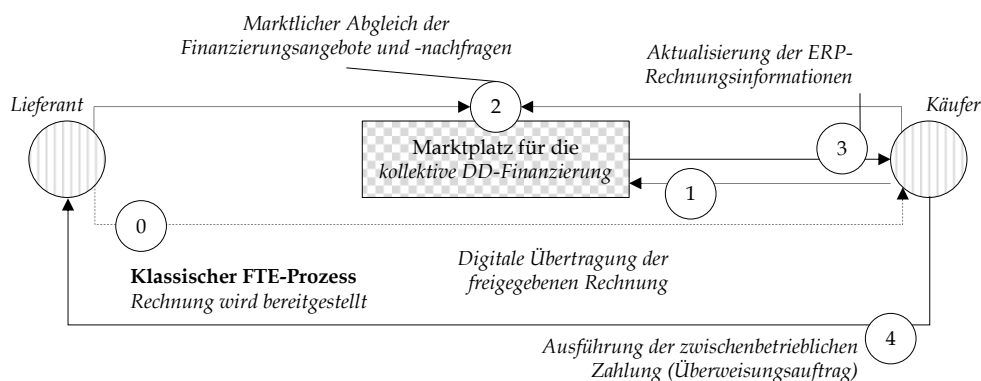 Marktlicher Abgleich der
Finanzierungsangebote und -nachfragen
Aktualisierung der ERP-
Rechnungsinformationen
Lieferant
2
Käufer
Marktplatz für die
kollektive DD-Finanzierung
3
1
0
Klassischer FTE-Prozess
Rechnung wird bereitgestellt
Digitale Übertragung der
freigegebenen Rechnung
4
Ausführung der zwischenbetrieblichen
Zahlung (Überweisungsauftrag)